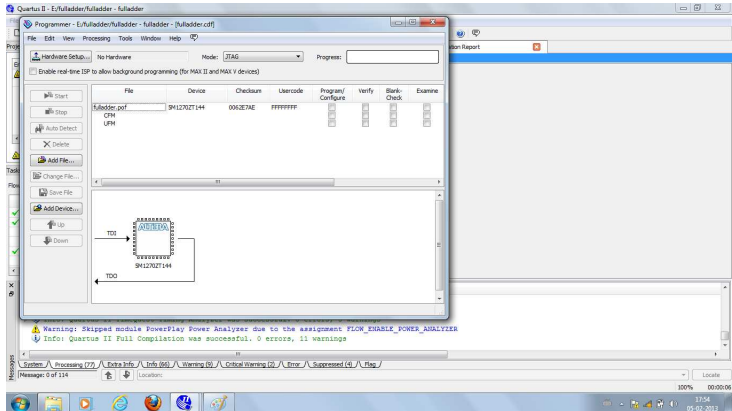 Quartus II - E:/fulladder/fulladder - fulladder
Programmer - E:/fulladder/fulladder - fulladder - [fulladder.cdf]
File Edit View Processing Tools Window Help
Hardware Setup... No Hardware Mode: JTAG Progress:
Enable real-time ISP to allow background programming (for MAX II and MAX V devices)
Start
Stop
Auto Detect
Delete
Add File...
Change File...
Save File
Add Device...
Up
Down
File Device Checksum Usercode Program/Configure Verify Blank-Check Examine
fulladder.pof 5M1270ZT144 0062E7AE FFFFFFFF
CFM
UFM
TDI
ALTERA
5M1270ZT144
TDO
Warning: Skipped module PowerPlay Power Analyzer due to the assignment FLOW_ENABLE_POWER_ANALYZER
Info: Quartus II Full Compilation was successful. 0 errors, 11 warnings
System Processing (77) Extra Info Info (66) Warning (9) Critical Warning (2) Error Suppressed (4) Flag
Messages
Message: 0 of 114 Location: Locate
100% 00:00:06
17:54
05-02-2013